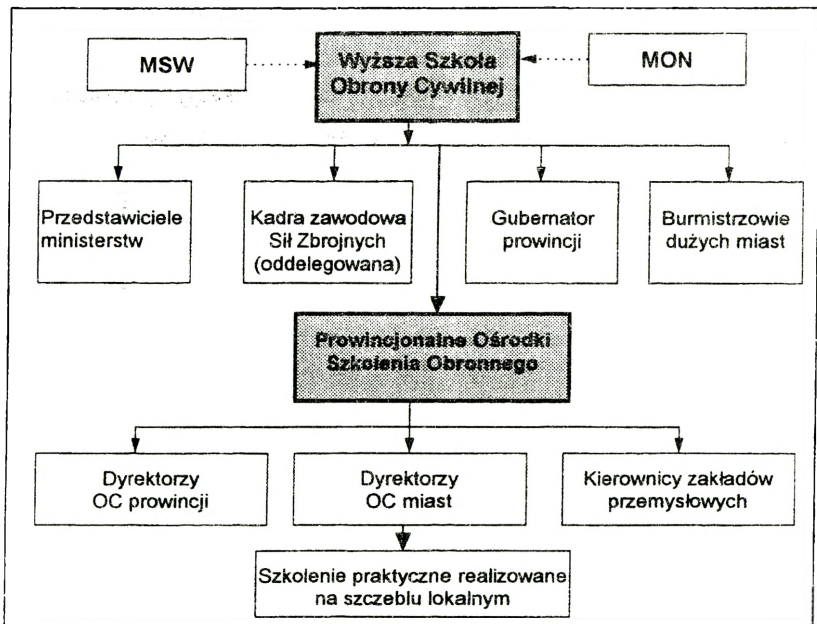 MSW
Wyższa Szkoła
Obrony Cywilnej
MON
Przedstawiciele
ministerstw
Kadra zawodowa
Sił Zbrojnych
(oddelegowana)
Gubernator
prowincji
Burmistrzowie
dużych miast
Prowincjonalne Ośrodki
Szkolenia Obronnego
Dyrektorzy
OC prowincji
Dyrektorzy
OC miast
Kierownicy zakładów
przemysłowych
Szkolenie praktyczne realizowane
na szczeblu lokalnym